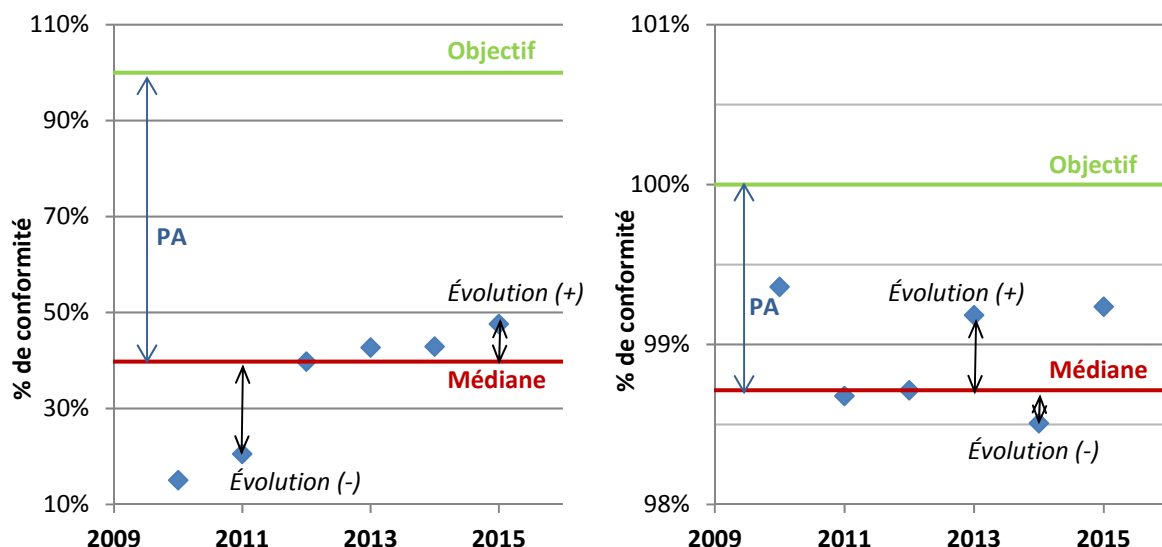 110%
90%
70%
50%
30%
10%
% de conformité
Objectif
PA
Évolution (+)
Médiane
Évolution (-)
2009
2011
2013
2015
101%
100%
99%
98%
% de conformité
Objectif
Évolution (+)
PA
Médiane
Évolution (-)
2009
2011
2013
2015